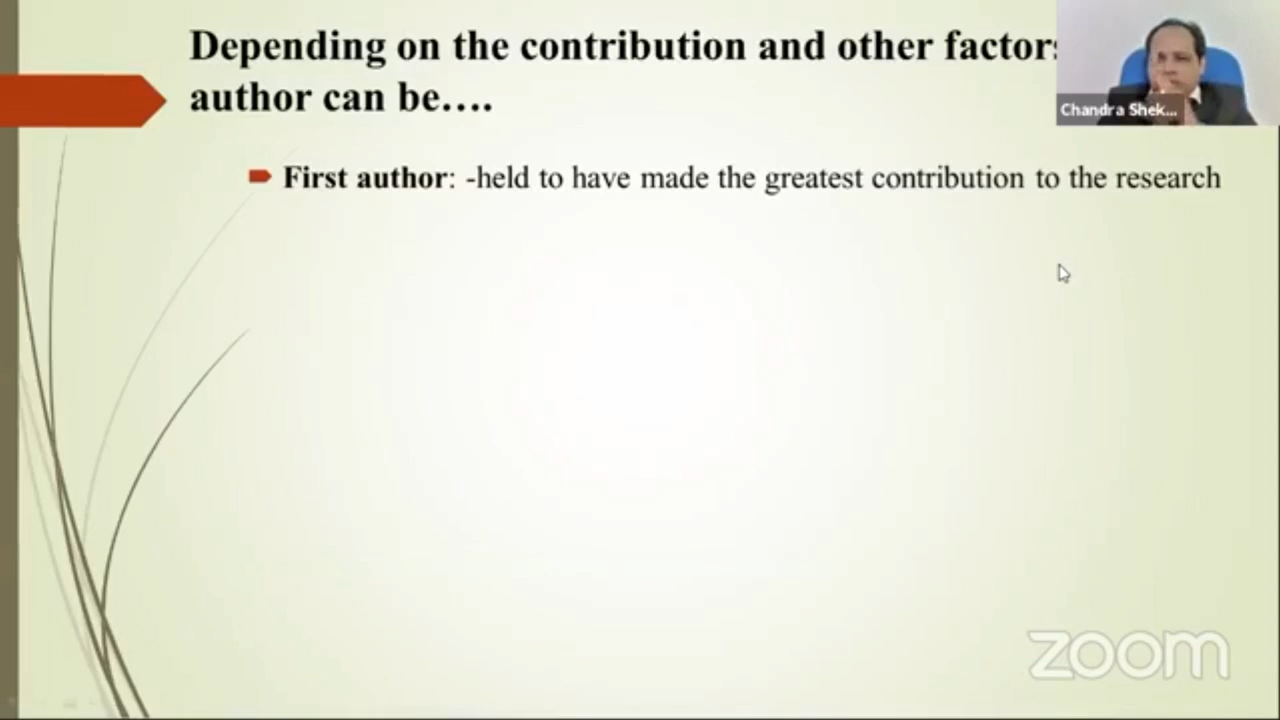 Depending on the contribution and other factors
author can be….
Chandra Shek...
First author: -held to have made the greatest contribution to the research
zoom